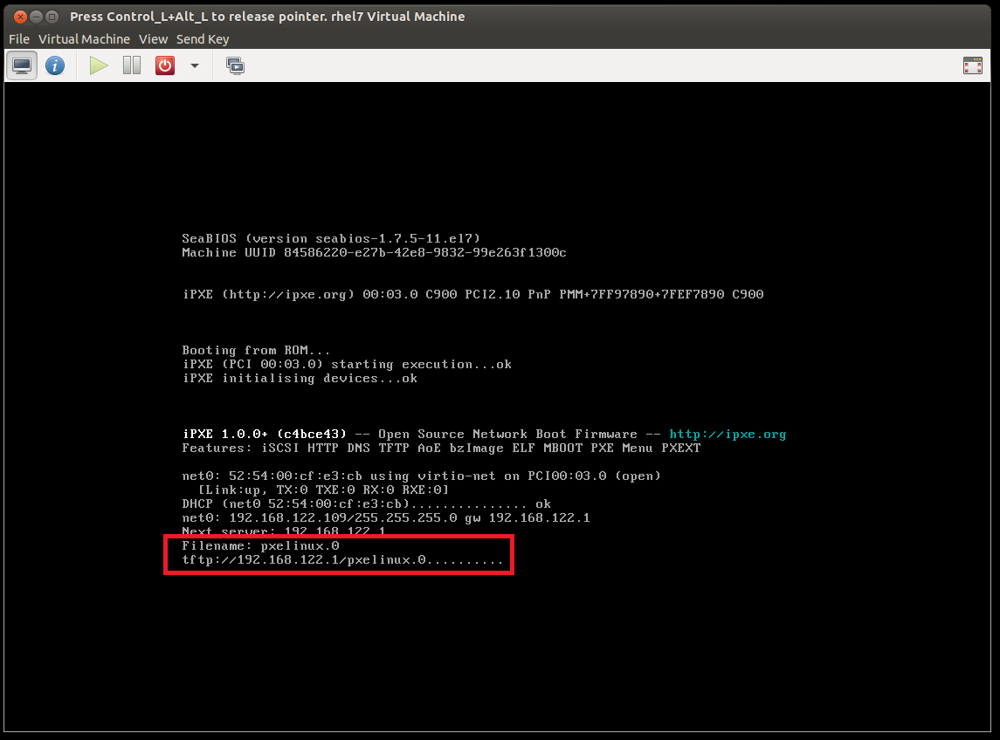 Press Control_L+Alt_L to release pointer. rhel7 Virtual Machine
File Virtual Machine View Send Key
SeaBIOS (version seabios-1.7.5-11.el7)
Machine UUID 84586220-e27b-42e8-9832-99e263f1300c
iPXE (http://ipxe.org) 00:03.0 C900 PCI2.10 PnP PMM+7FF97890+7FEF7890 C900
Booting from ROM...
iPXE (PCI 00:03.0) starting execution...ok
iPXE initialising devices...ok
iPXE 1.0.0+ (c4bce43) -- Open Source Network Boot Firmware -- http://ipxe.org
Features: iSCSI HTTP DNS TFTP AoE bzImage ELF MBOOT PXE Menu PXEXT
net0: 52:54:00:cf:e3:cb using virtio-net on PCI00:03.0 (open)
[Link:up, TX:0 TXE:0 RX:0 RXE:0]
DHCP (net0 52:54:00:cf:e3:cb)............... ok
net0: 192.168.122.109/255.255.255.0 gw 192.168.122.1
Next server: 192.168.122.1
Filename: pxelinux.0
tftp://192.168.122.1/pxelinux.0..........